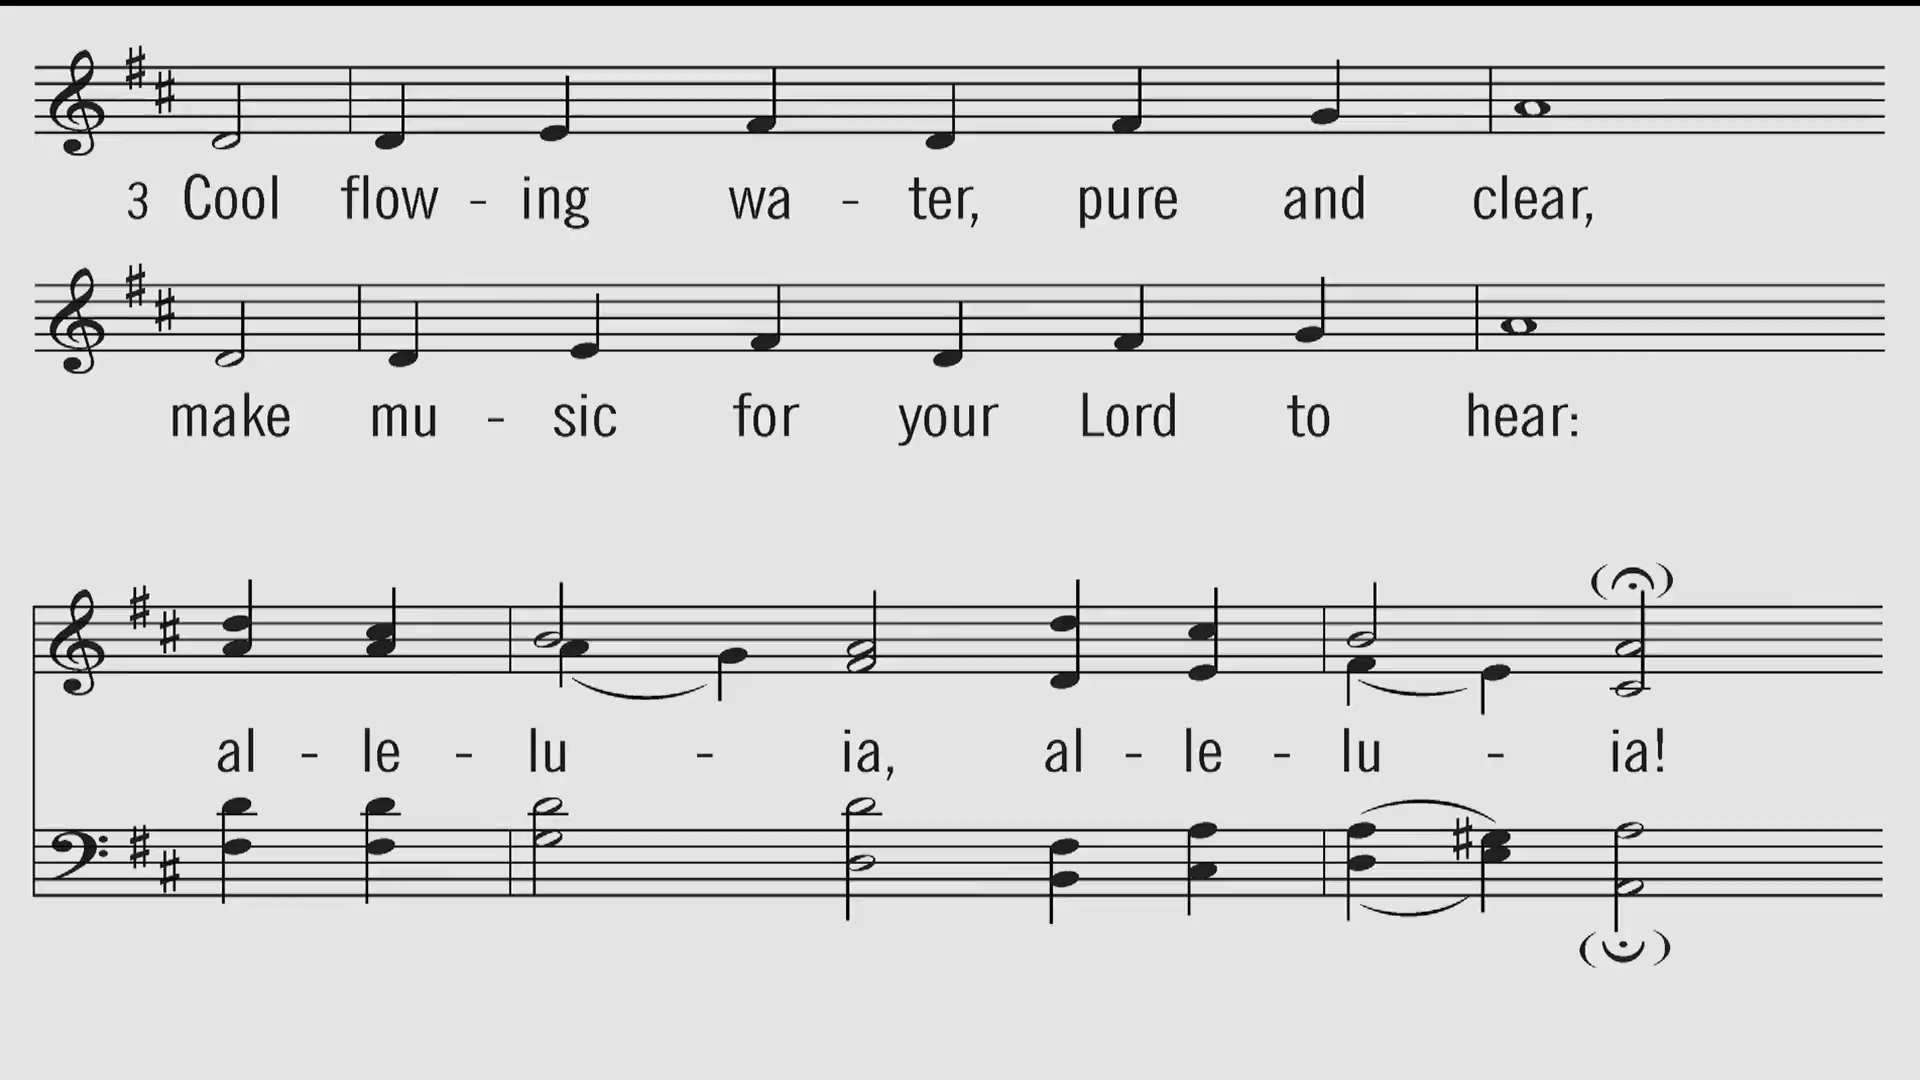 3 Cool flow - ing wa - ter, pure and clear,
make mu - sic for your Lord to hear:
al - le - lu - ia, al - le - lu - ia!